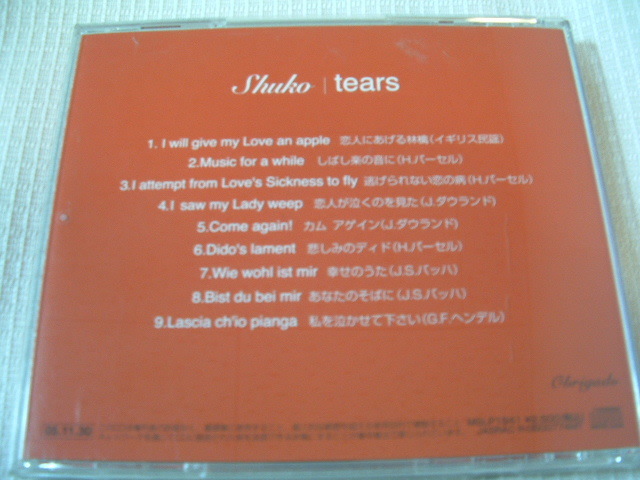 Shuko | tears
1. I will give my Love an apple 恋人にあげる林檎(イギリス民謡)
2.Music for a while しばし楽の音に(H.パーセル)
3.I attempt from Love's Sickness to fly 逃げられない恋の病(H.パーセル)
4.I saw my Lady weep 恋人が泣くのを見た(J.ダウランド)
5.Come again! カム アゲイン(J.ダウランド)
6.Dido's lament 悲しみのディド(H.パーセル)
7.Wie wohl ist mir 幸せのうた(J.S.バッハ)
8.Bist du bei mir あなたのそばに(J.S.バッハ)
9.Lascia ch'io pianga 私を泣かせて下さい(G.F.ヘンデル)
Obrigado